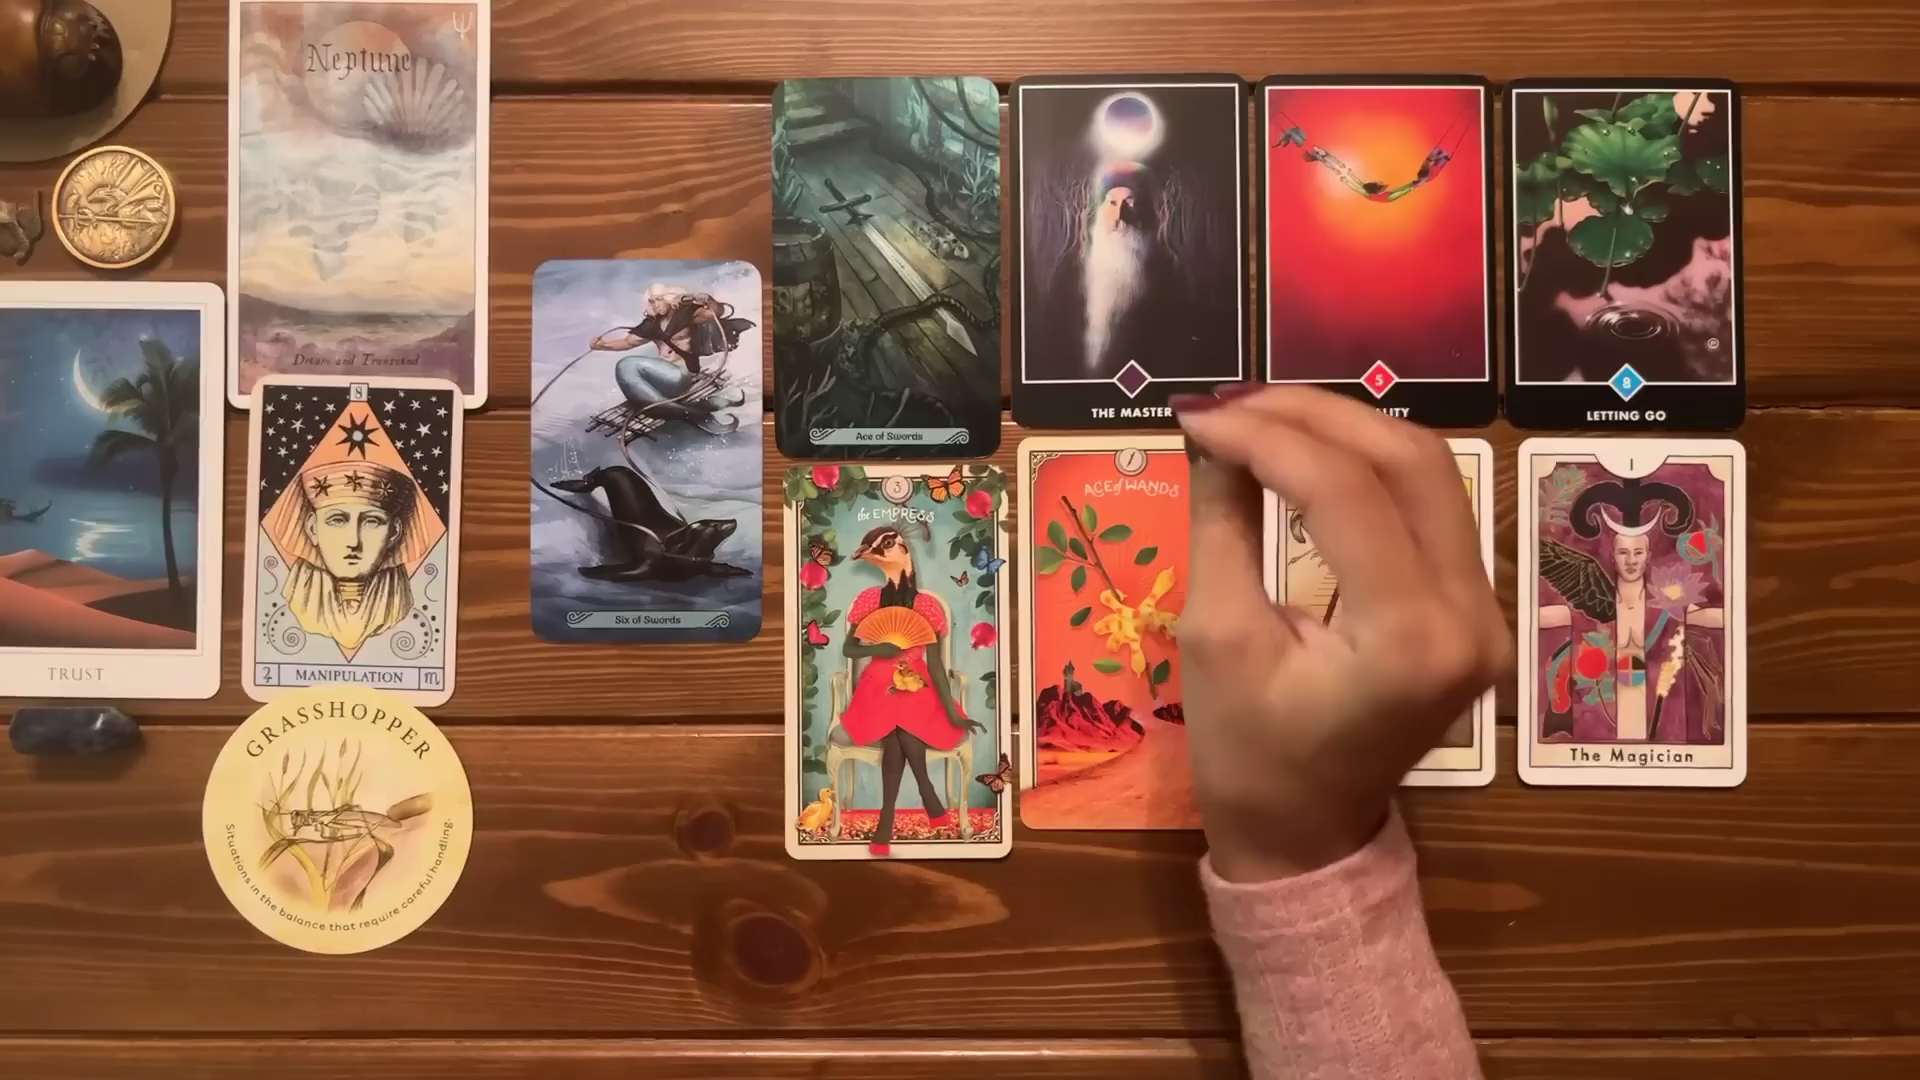 Neptune
Dream and Transcend
TRUST
8
MANIPULATION
GRASSHOPPER
Situations in the balance that require careful handling.
Six of Swords
Ace of Swords
THE MASTER
5
ALITY
8
LETTING GO
3
the EMPRESS
1
ACE of WANDS
I
The Magician